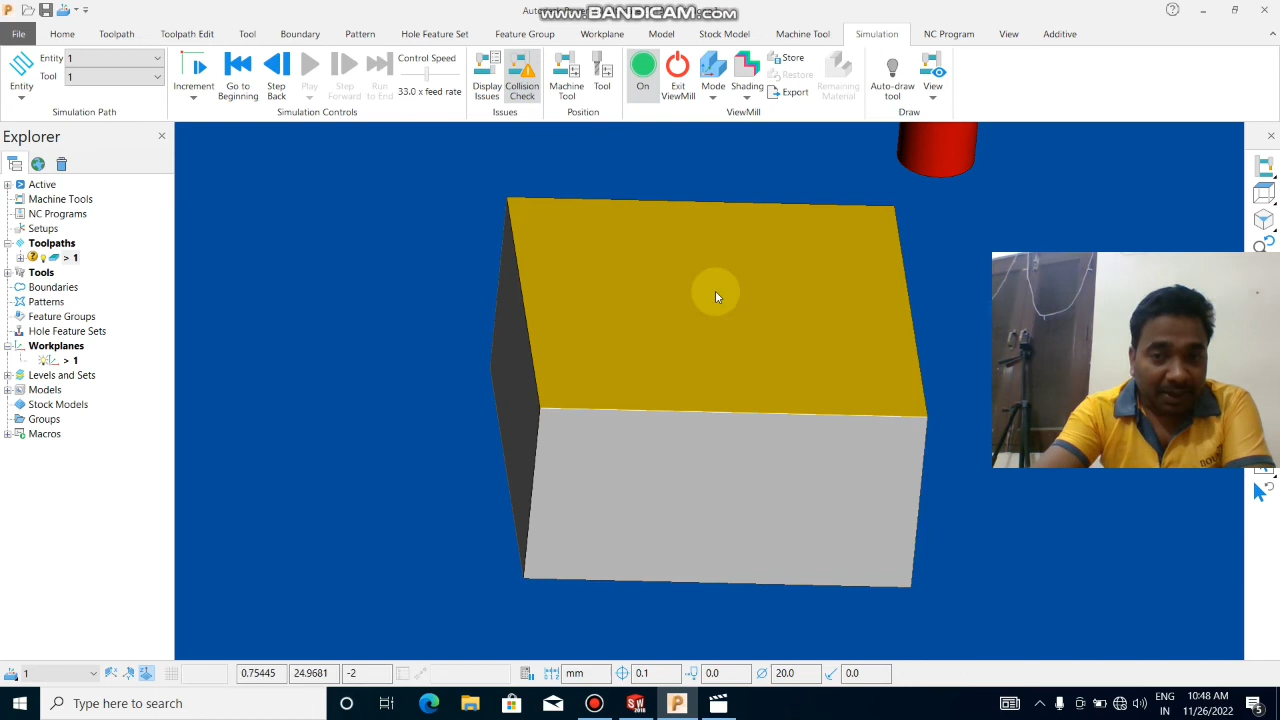 Autodesk Power
www.BANDICAM.com
File Home Toolpath Toolpath Edit Tool Boundary Pattern Hole Feature Set Feature Group Workplane Model Stock Model Machine Tool Simulation NC Program View Additive
Entity
Entity 1
Tool 1
Simulation Path
Increment
Go to Beginning
Step Back
Play
Step Forward
Run to End
Control Speed
33.0 x feed rate
Simulation Controls
Display Issues
Collision Check
Issues
Machine Tool
Tool
Position
On
Exit ViewMill
Mode
Shading
Store
Restore
Export
Remaining Material
ViewMill
Auto-draw tool
View
Draw
Explorer
Active
Machine Tools
NC Programs
Setups
Toolpaths
> 1
Tools
Boundaries
Patterns
Feature Groups
Hole Feature Sets
Workplanes
> 1
Levels and Sets
Models
Stock Models
Groups
Macros
1 0.75445 24.9681 -2 mm 0.1 0.0 20.0 0.0
Type here to search
ENG
IN
10:48 AM
11/26/2022
5